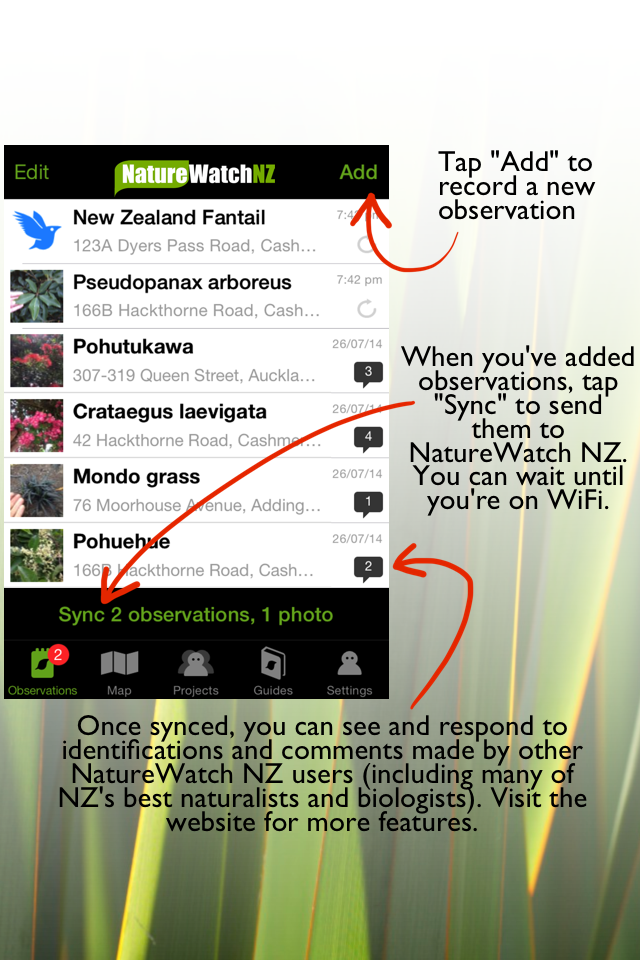 Edit
NatureWatchNZ
Add
Tap "Add" to
record a new
observation
New Zealand Fantail
123A Dyers Pass Road, Cash...
Pseudopanax arboreus
7:42 pm
166B Hackthorne Road, Cash...
Pohutukawa
26/07/14
307-319 Queen Street, Auckla...
3
Crataegus laevigata
26/07/14
42 Hackthorne Road, Cashmer...
4
Mondo grass
26/07/14
76 Moorhouse Avenue, Adding...
1
Pohuehue
26/07/14
166B Hackthorne Road, Cash...
2
When you've added
observations, tap
"Sync" to send
them to
NatureWatch NZ.
You can wait until
you're on WiFi.
Sync 2 observations, 1 photo
2
Observations
Map
Projects
Guides
Settings
Once synced, you can see and respond to
identifications and comments made by other
NatureWatch NZ users (including many of
NZ's best naturalists and biologists). Visit the
website for more features.